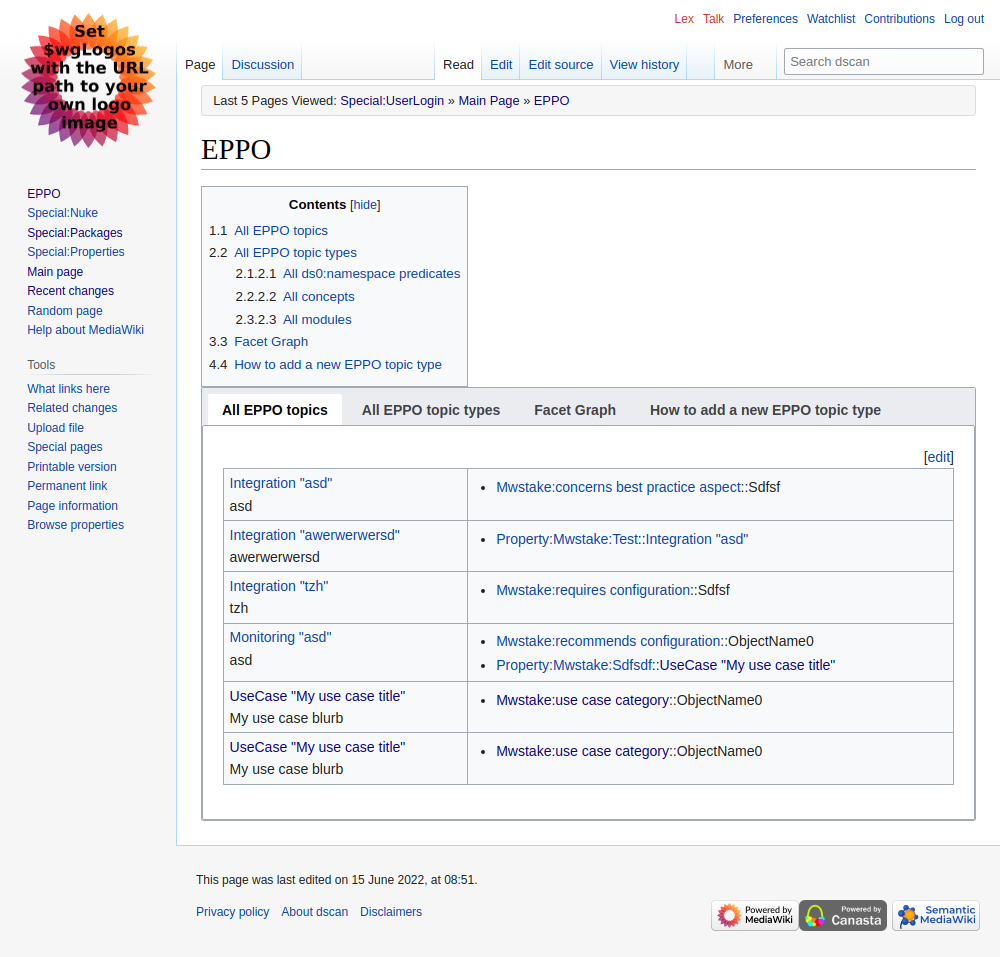 Set
$wgLogos
with the URL
path to your
own logo
image
Lex Talk Preferences Watchlist Contributions Log out
Page Discussion Read Edit Edit source View history More Search dscan
Last 5 Pages Viewed: Special:UserLogin » Main Page » EPPO
EPPO
EPPO
Special:Nuke
Special:Packages
Special:Properties
Main page
Recent changes
Random page
Help about MediaWiki
Tools
What links here
Related changes
Upload file
Special pages
Printable version
Permanent link
Page information
Browse properties
Contents [hide]
1.1 All EPPO topics
2.2 All EPPO topic types
2.1.2.1 All ds0:namespace predicates
2.2.2.2 All concepts
2.3.2.3 All modules
3.3 Facet Graph
4.4 How to add a new EPPO topic type
All EPPO topics All EPPO topic types Facet Graph How to add a new EPPO topic type
[edit]
Integration "asd"
asd
• Mwstake:concerns best practice aspect::Sdfsf
Integration "awerwerwersd"
awerwerwersd
• Property:Mwstake:Test::Integration "asd"
Integration "tzh"
tzh
• Mwstake:requires configuration::Sdfsf
Monitoring "asd"
asd
• Mwstake:recommends configuration::ObjectName0
• Property:Mwstake:Sdfsdf::UseCase "My use case title"
UseCase "My use case title"
My use case blurb
• Mwstake:use case category::ObjectName0
UseCase "My use case title"
My use case blurb
• Mwstake:use case category::ObjectName0
This page was last edited on 15 June 2022, at 08:51.
Privacy policy About dscan Disclaimers
Powered by
MediaWiki
Powered by
Canasta
Semantic
MediaWiki